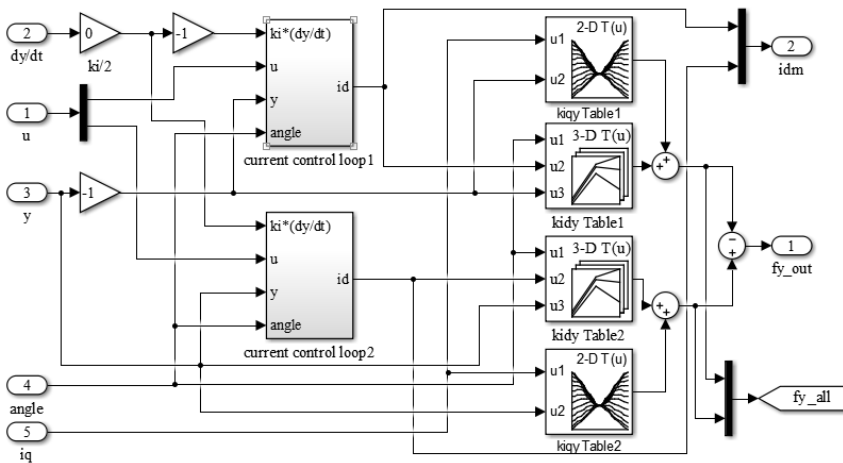 2
dy/dt
0
ki/2
-1
ki*(dy/dt)
u
y
angle
id
current control loop1
1
u
3
y
-1
ki*(dy/dt)
u
y
angle
id
current control loop2
4
angle
5
iq
2-D T(u)
u1
u2
kiqy Table1
3-D T(u)
u1
u2
u3
kidy Table1
3-D T(u)
u1
u2
u3
kidy Table2
2-D T(u)
u1
u2
kiqy Table2
+
+
+
+
−
+
2
idm
1
fy_out
fy_all